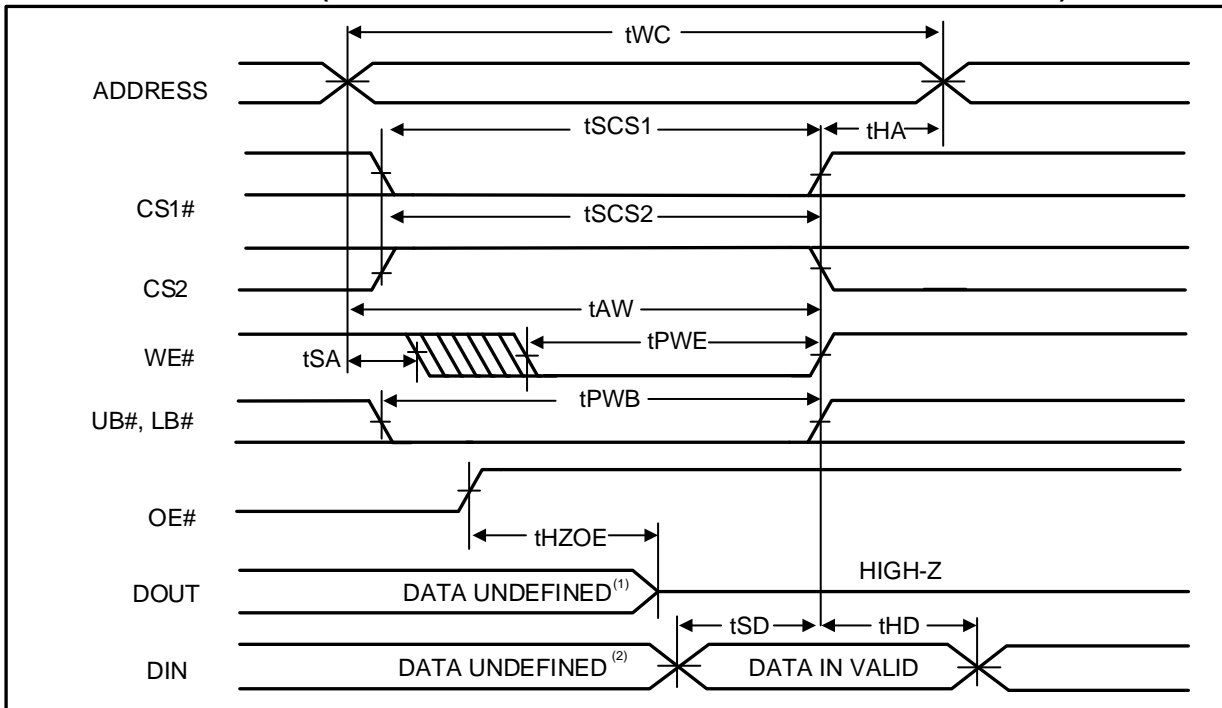 tWC
ADDRESS
tSCS1
tHA
CS1#
tSCS2
CS2
tAW
WE#
tSA
tPWE
UB#, LB#
tPWB
OE#
tHZOE
DOUT
DATA UNDEFINED (1)
HIGH-Z
tSD
tHD
DIN
DATA UNDEFINED (2)
DATA IN VALID